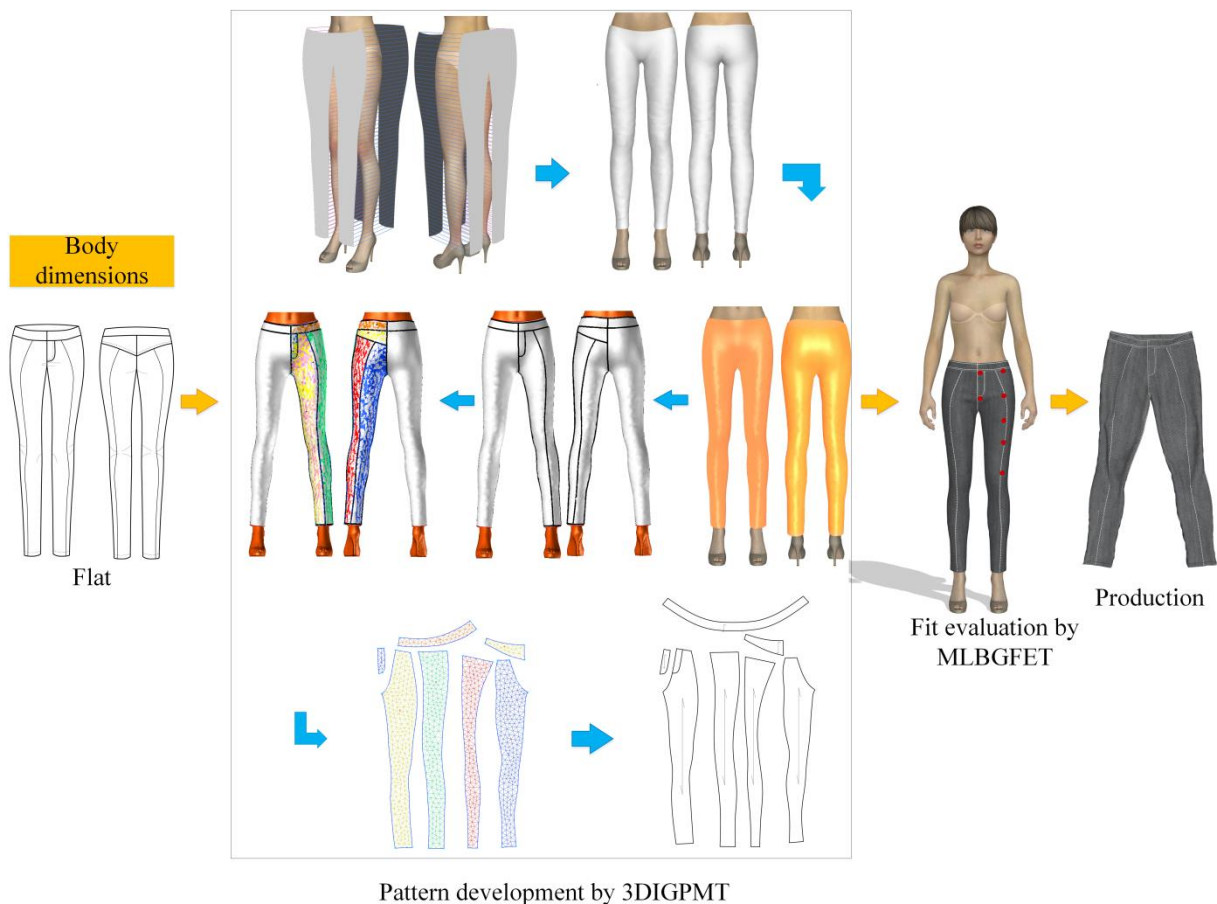 Body
dimensions
Flat
Fit evaluation by
MLBGFET
Production
Pattern development by 3DIGPMT